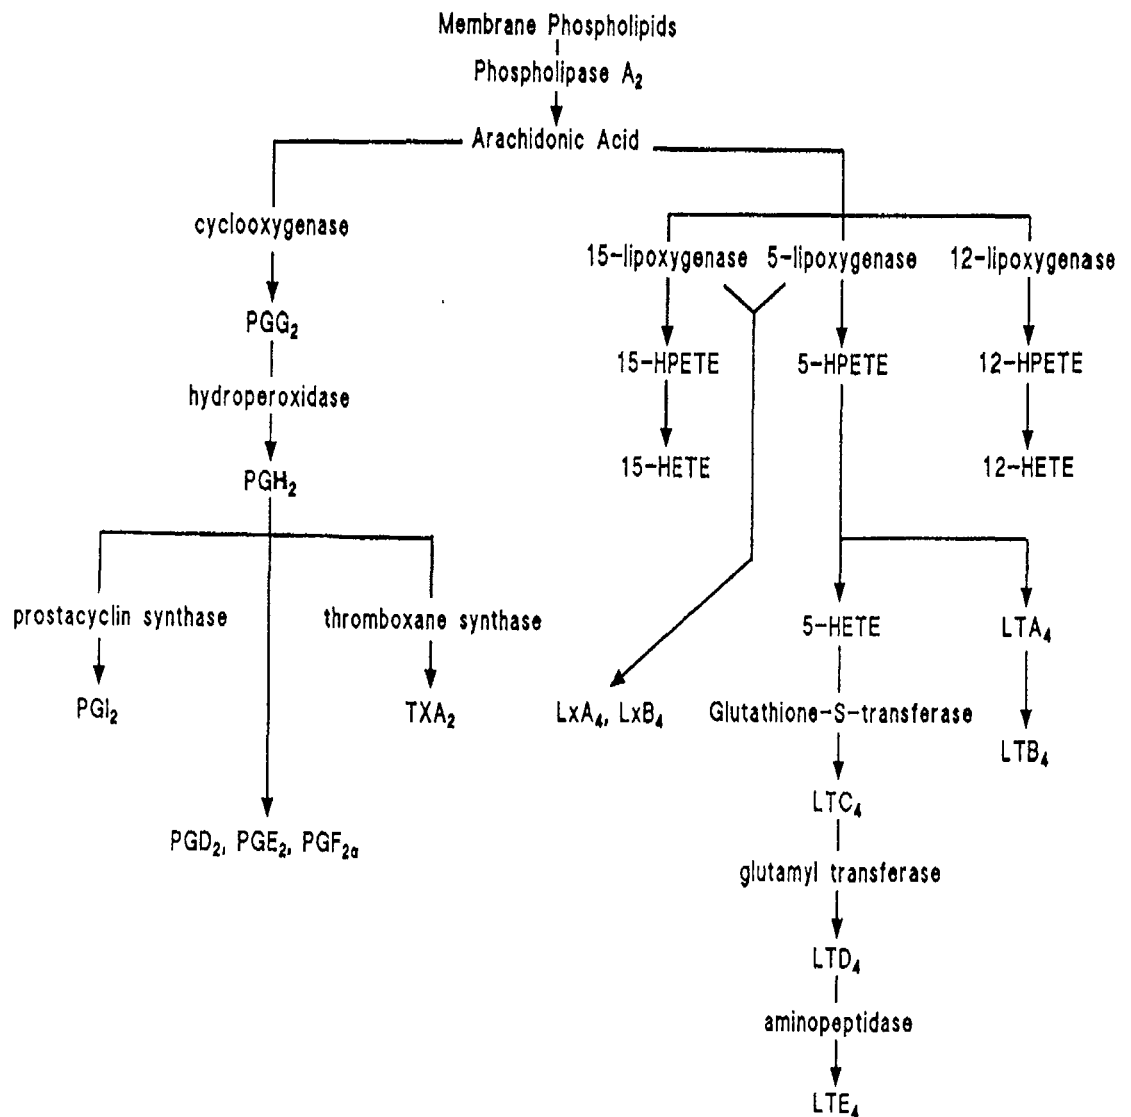 Membrane Phospholipids
Phospholipase A₂
Arachidonic Acid
cyclooxygenase
15-lipoxygenase 5-lipoxygenase 12-lipoxygenase
PGG₂
15-HPETE 5-HPETE 12-HPETE
hydroperoxidase
15-HETE 12-HETE
PGH₂
prostacyclin synthase thromboxane synthase 5-HETE LTA₄
PGI₂ TXA₂ LxA₄, LxB₄ Glutathione-S-transferase
LTB₄
LTC₄
PGD₂, PGE₂, PGF₂α
glutamyl transferase
LTD₄
aminopeptidase
LTE₄